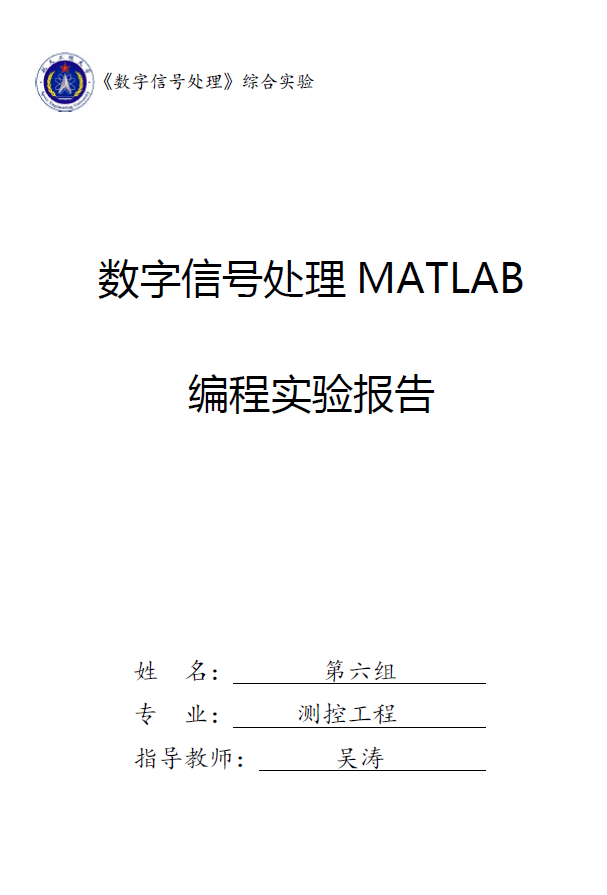 《数字信号处理》综合实验
数字信号处理 MATLAB
编程实验报告
姓 名：第六组
专 业：测控工程
指导教师：吴涛